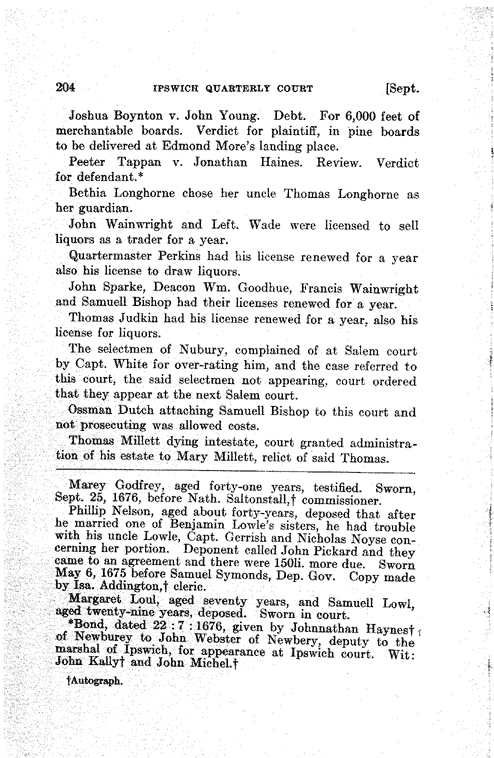 204 IPSWICH QUARTERLY COURT [Sept.
Joshua Boynton v. John Young. Debt. For 6,000 feet of
merchantable boards. Verdict for plaintiff, in pine boards
to be delivered at Edmond More's landing place.
Peeter Tappan v. Jonathan Haines. Review. Verdict
for defendant.*
Bethia Longhorne chose her uncle Thomas Longhorne as
her guardian.
John Wainwright and Left. Wade were licensed to sell
liquors as a trader for a year.
Quartermaster Perkins had his license renewed for a year
also his license to draw liquors.
John Sparke, Deacon Wm. Goodhue, Francis Wainwright
and Samuell Bishop had their licenses renewed for a year.
Thomas Judkin had his license renewed for a year, also his
license for liquors.
The selectmen of Nubury, complained of at Salem court
by Capt. White for over-rating him, and the case referred to
this court, the said selectmen not appearing, court ordered
that they appear at the next Salem court.
Ossman Dutch attaching Samuell Bishop to this court and
not prosecuting was allowed costs.
Thomas Millett dying intestate, court granted administra-
tion of his estate to Mary Millett, relict of said Thomas.
Marey Godfrey, aged forty-one years, testified. Sworn,
Sept. 25, 1676, before Nath. Saltonstall,† commissioner.
Phillip Nelson, aged about forty-years, deposed that after
he married one of Benjamin Lowle's sisters, he had trouble
with his uncle Lowle, Capt. Gerrish and Nicholas Noyse con-
cerning her portion. Deponent called John Pickard and they
came to an agreement and there were 150li. more due. Sworn
May 6, 1675 before Samuel Symonds, Dep. Gov. Copy made
by Isa. Addington,† cleric.
Margaret Loul, aged seventy years, and Samuell Lowl,
aged twenty-nine years, deposed. Sworn in court.
*Bond, dated 22 : 7 : 1676, given by Johnnathan Haynes†
of Newburey to John Webster of Newbery, deputy to the
marshal of Ipswich, for appearance at Ipswich court. Wit:
John Kally† and John Michel.†
†Autograph.